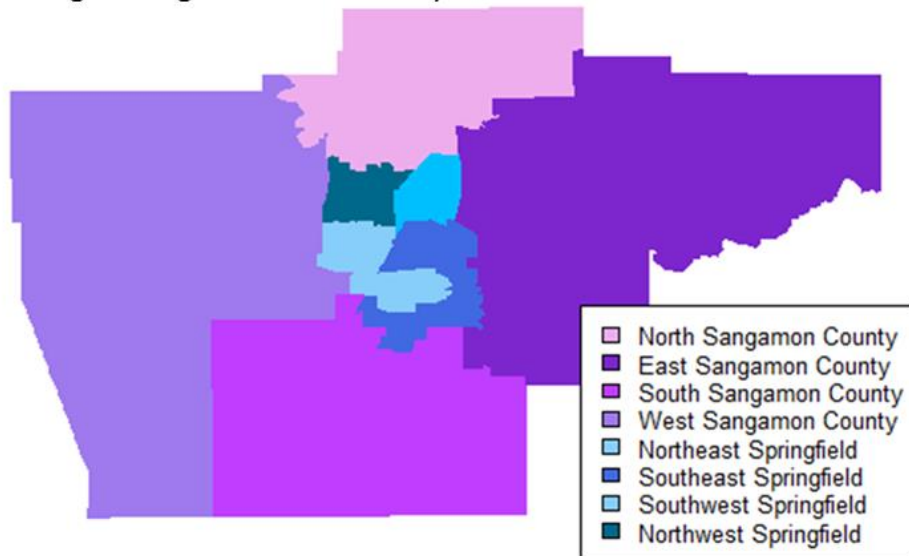 North Sangamon County
East Sangamon County
South Sangamon County
West Sangamon County
Northeast Springfield
Southeast Springfield
Southwest Springfield
Northwest Springfield